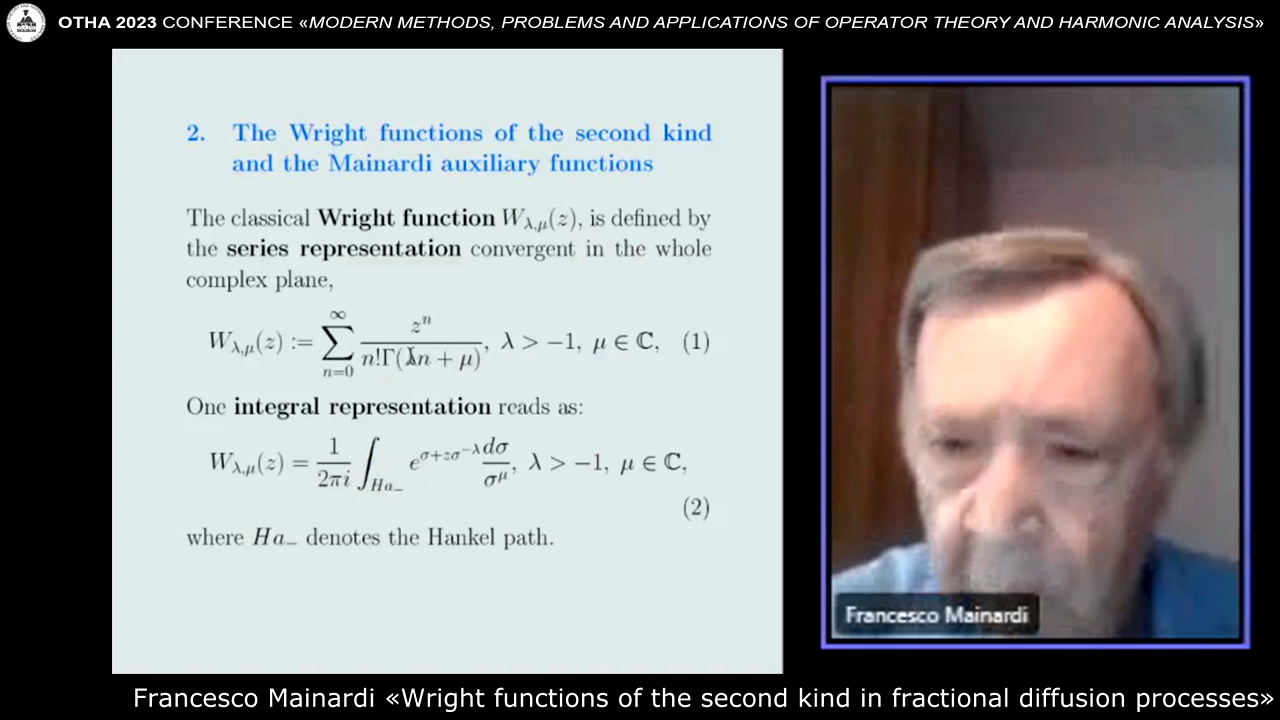 OTHA 2023 CONFERENCE «MODERN METHODS, PROBLEMS AND APPLICATIONS OF OPERATOR THEORY AND HARMONIC ANALYSIS»
2. The Wright functions of the second kind
and the Mainardi auxiliary functions
The classical Wright function W_{λ,μ}(z), is defined by
the series representation convergent in the whole
complex plane,
W_{λ,μ}(z) := ∑_{n=0}^{∞} z^n / n!Γ(λn + μ), λ > −1, μ ∈ ℂ, (1)
One integral representation reads as:
W_{λ,μ}(z) = 1/2πi ∫_{Ha_−} e^{σ+zσ^{−λ}} dσ/σ^μ, λ > −1, μ ∈ ℂ,
(2)
where Ha_− denotes the Hankel path.
Francesco Mainardi
Francesco Mainardi «Wright functions of the second kind in fractional diffusion processes»